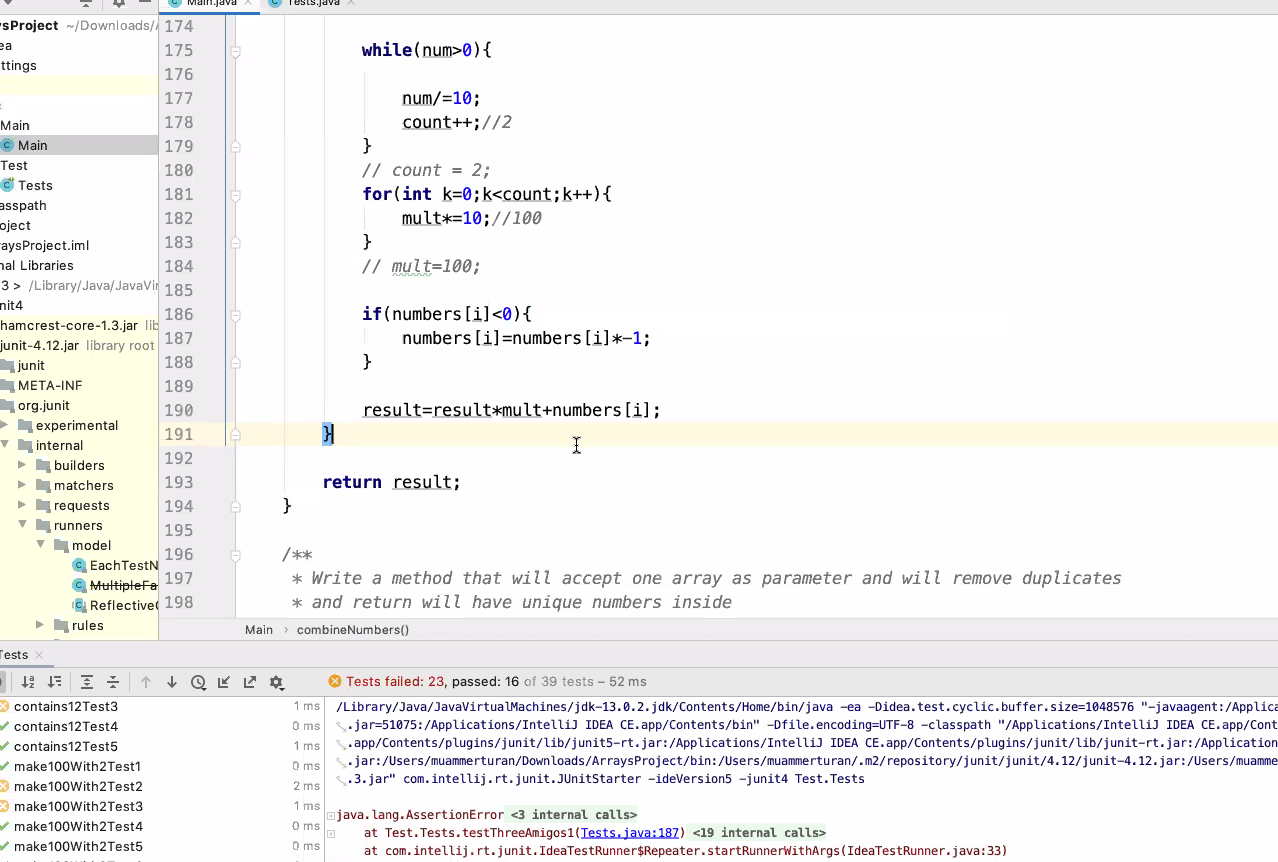 Main.java
Tests.java
174
ysProject ~/Downloads/
175 while(num>0){
ttings
176
177 num/=10;
178 count++;//2
Main
179 }
Main
180 // count = 2;
Test
181 for(int k=0;k<count;k++){
Tests
182 mult*=10;//100
asspath
oject
183 }
raysProject.iml
184 // mult=100;
nal Libraries
185
3 > /Library/Java/JavaVir
nit4
186 if(numbers[i]<0){
hamcrest-core-1.3.jar lib
187 numbers[i]=numbers[i]*-1;
junit-4.12.jar library root
188 }
junit
189
META-INF
190 result=result*mult+numbers[i];
org.junit
experimental
191 }
internal
192
builders
193 return result;
matchers
194 }
requests
195
runners
196 /**
model
197 * Write a method that will accept one array as parameter and will remove duplicates
EachTestN
MultipleFa
198 * and return will have unique numbers inside
Reflective
rules
Main › combineNumbers()
Tests
Tests failed: 23, passed: 16 of 39 tests – 52 ms
contains12Test3 1 ms
contains12Test4 0 ms
contains12Test5 1 ms
make100With2Test1 0 ms
make100With2Test2 2 ms
make100With2Test3 1 ms
make100With2Test4 0 ms
make100With2Test5 0 ms
/Library/Java/JavaVirtualMachines/jdk-13.0.2.jdk/Contents/Home/bin/java -ea -Didea.test.cyclic.buffer.size=1048576 "-javaagent:/Applica
.jar=51075:/Applications/IntelliJ IDEA CE.app/Contents/bin" -Dfile.encoding=UTF-8 -classpath "/Applications/IntelliJ IDEA CE.app/Cont
.app/Contents/plugins/junit/lib/junit5-rt.jar:/Applications/IntelliJ IDEA CE.app/Contents/plugins/junit/lib/junit-rt.jar:/Application
.jar:/Users/muammerturan/Downloads/ArraysProject/bin:/Users/muammerturan/.m2/repository/junit/junit/4.12/junit-4.12.jar:/Users/muamme
.3.jar" com.intellij.rt.junit.JUnitStarter -ideVersion5 -junit4 Test.Tests
java.lang.AssertionError <3 internal calls>
at Test.Tests.testThreeAmigos1(Tests.java:187) <19 internal calls>
at com.intellij.rt.junit.IdeaTestRunner$Repeater.startRunnerWithArgs(IdeaTestRunner.java:33)